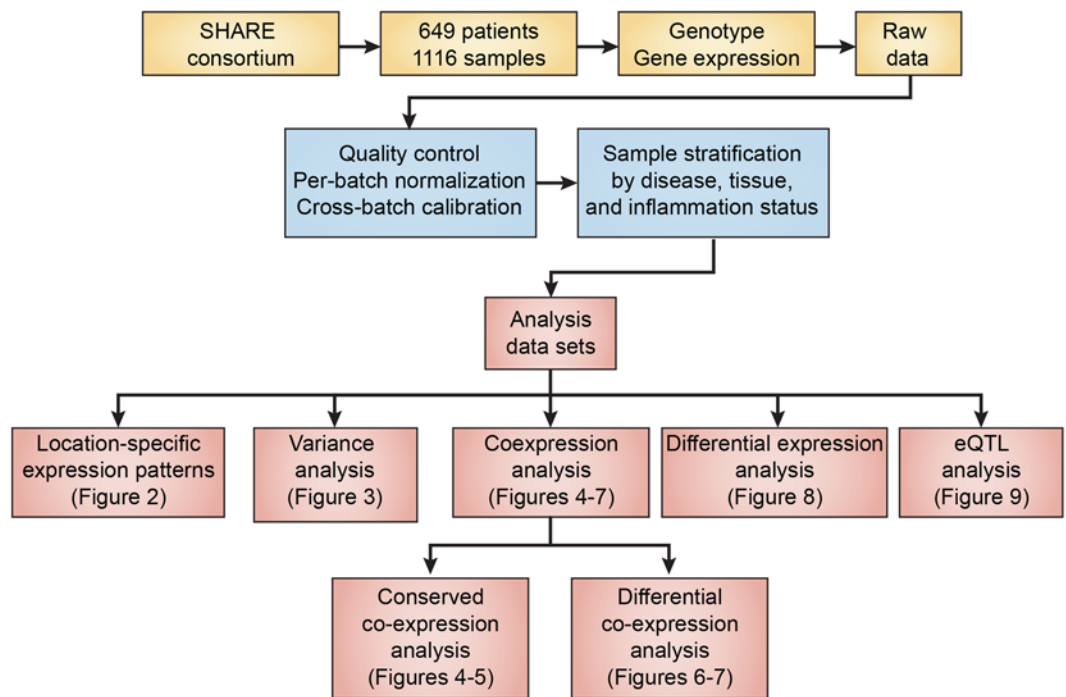 SHARE
consortium
649 patients
1116 samples
Genotype
Gene expression
Raw
data
Quality control
Per-batch normalization
Cross-batch calibration
Sample stratification
by disease, tissue,
and inflammation status
Analysis
data sets
Location-specific
expression patterns
(Figure 2)
Variance
analysis
(Figure 3)
Coexpression
analysis
(Figures 4-7)
Differential expression
analysis
(Figure 8)
eQTL
analysis
(Figure 9)
Conserved
co-expression
analysis
(Figures 4-5)
Differential
co-expression
analysis
(Figures 6-7)